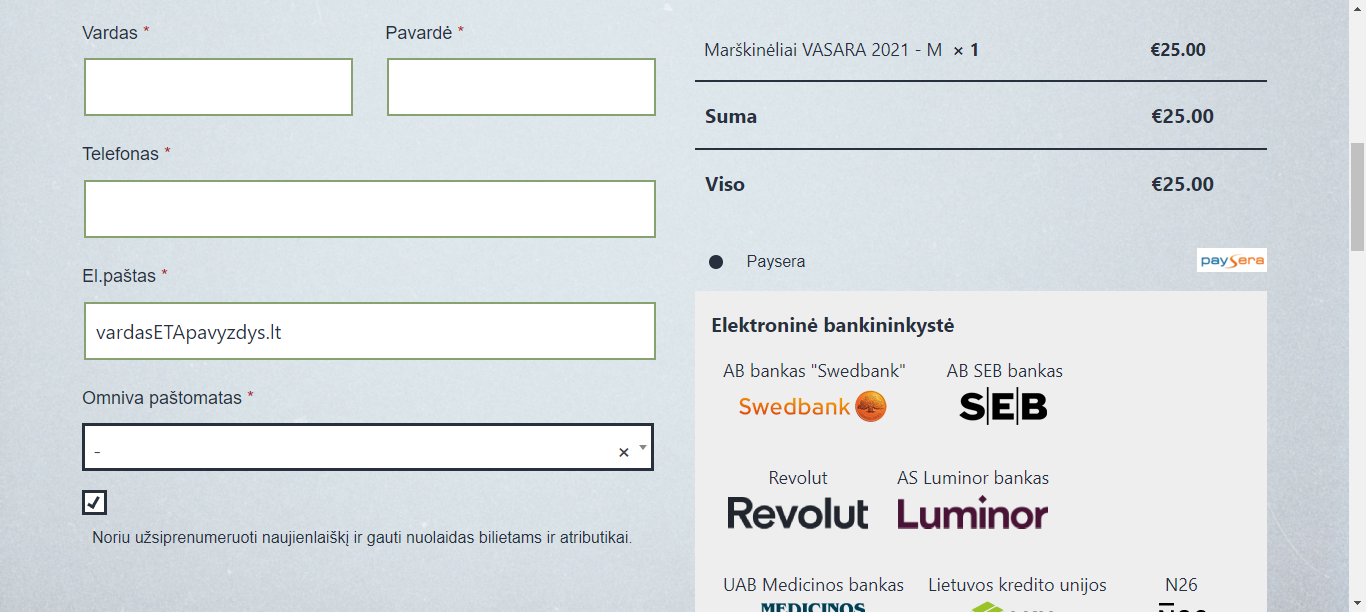 Vardas *
Pavardė *
Telefonas *
El.paštas *
vardasETApavyzdys.lt
Omniva paštomatas *
-
×
Noriu užsiprenumeruoti naujienlaiškį ir gauti nuolaidas bilietams ir atributikai.
Marškinėliai VASARA 2021 - M × 1 €25.00
Suma €25.00
Viso €25.00
Paysera paysera
Elektroninė bankininkystė
AB bankas "Swedbank" AB SEB bankas
Swedbank SEB
Revolut AS Luminor bankas
Revolut Luminor
UAB Medicinos bankas Lietuvos kredito unijos N26
MEDICINOS